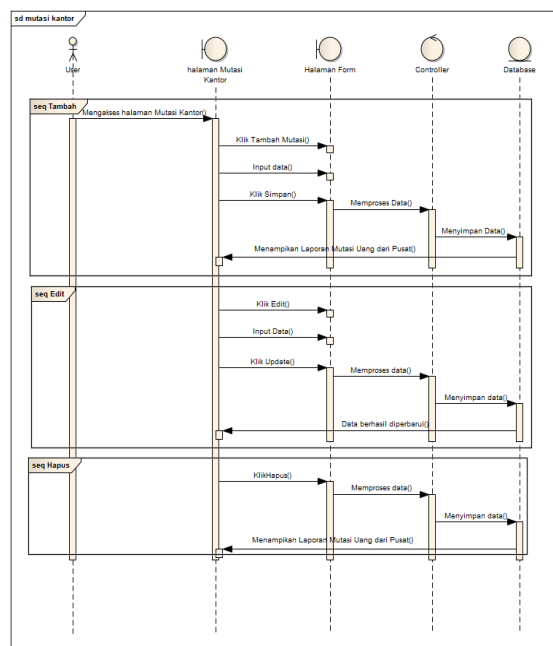 sd mutasi kantor
User
halaman Mutasi
Kantor
Halaman Form
Controller
Database
seq Tambah
Mengakses halaman Mutasi Kantor()
Klik Tambah Mutasi()
Input data()
Klik Simpan()
Memproses Data()
Menyimpan Data()
Menampikan Laporan Mutasi Uang dari Pusat()
seq Edit
Klik Edit()
Input Data()
Klik Update()
Memproses data()
Menyimpan data()
Data berhasil diperbarui()
seq Hapus
KlikHapus()
Memproses data()
Menyimpan data()
Menampikan Laporan Mutasi Uang dari Pusat()